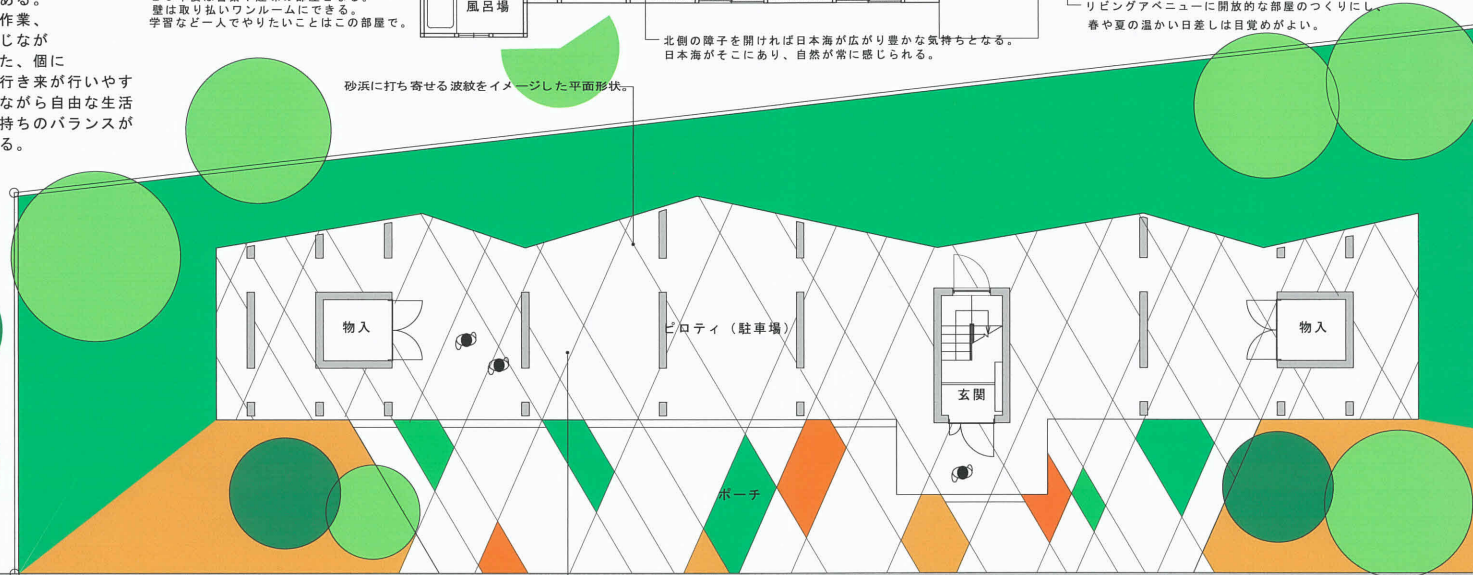 ある。
作業、
じなが
た、個に
行き来が行いやす
ながら自由な生活
持ちのバランスが
る。
壁は取り払いワンルームにできる。
学習など一人でやりたいことはこの部屋で。
風呂場
北側の障子を開ければ日本海が広がり豊かな気持ちとなる。
日本海がそこにあり、自然が常に感じられる。
リビングアベニューに開放的な部屋のつくりにし、
春や夏の温かい日差しは目覚めがよい。
砂浜に打ち寄せる波紋をイメージした平面形状。
物入
ピロティ（駐車場）
玄関
物入
ポーチ